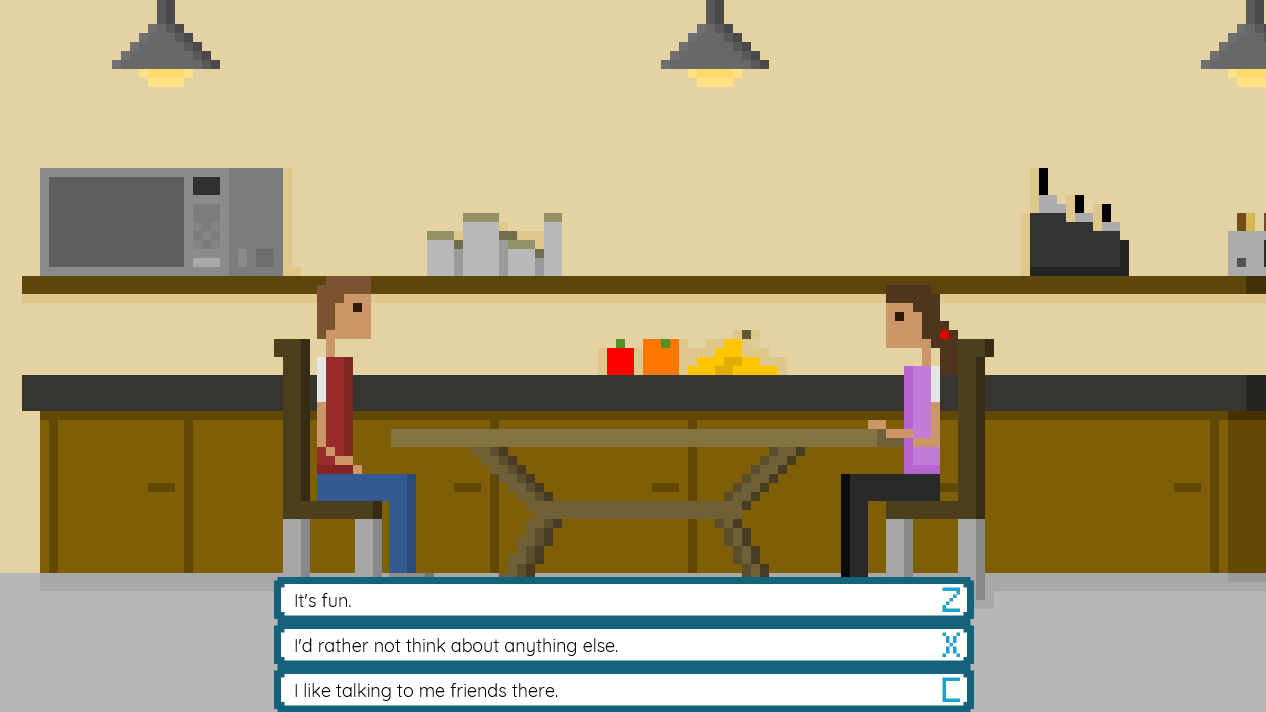 It's fun. Z
I'd rather not think about anything else. X
I like talking to me friends there. C